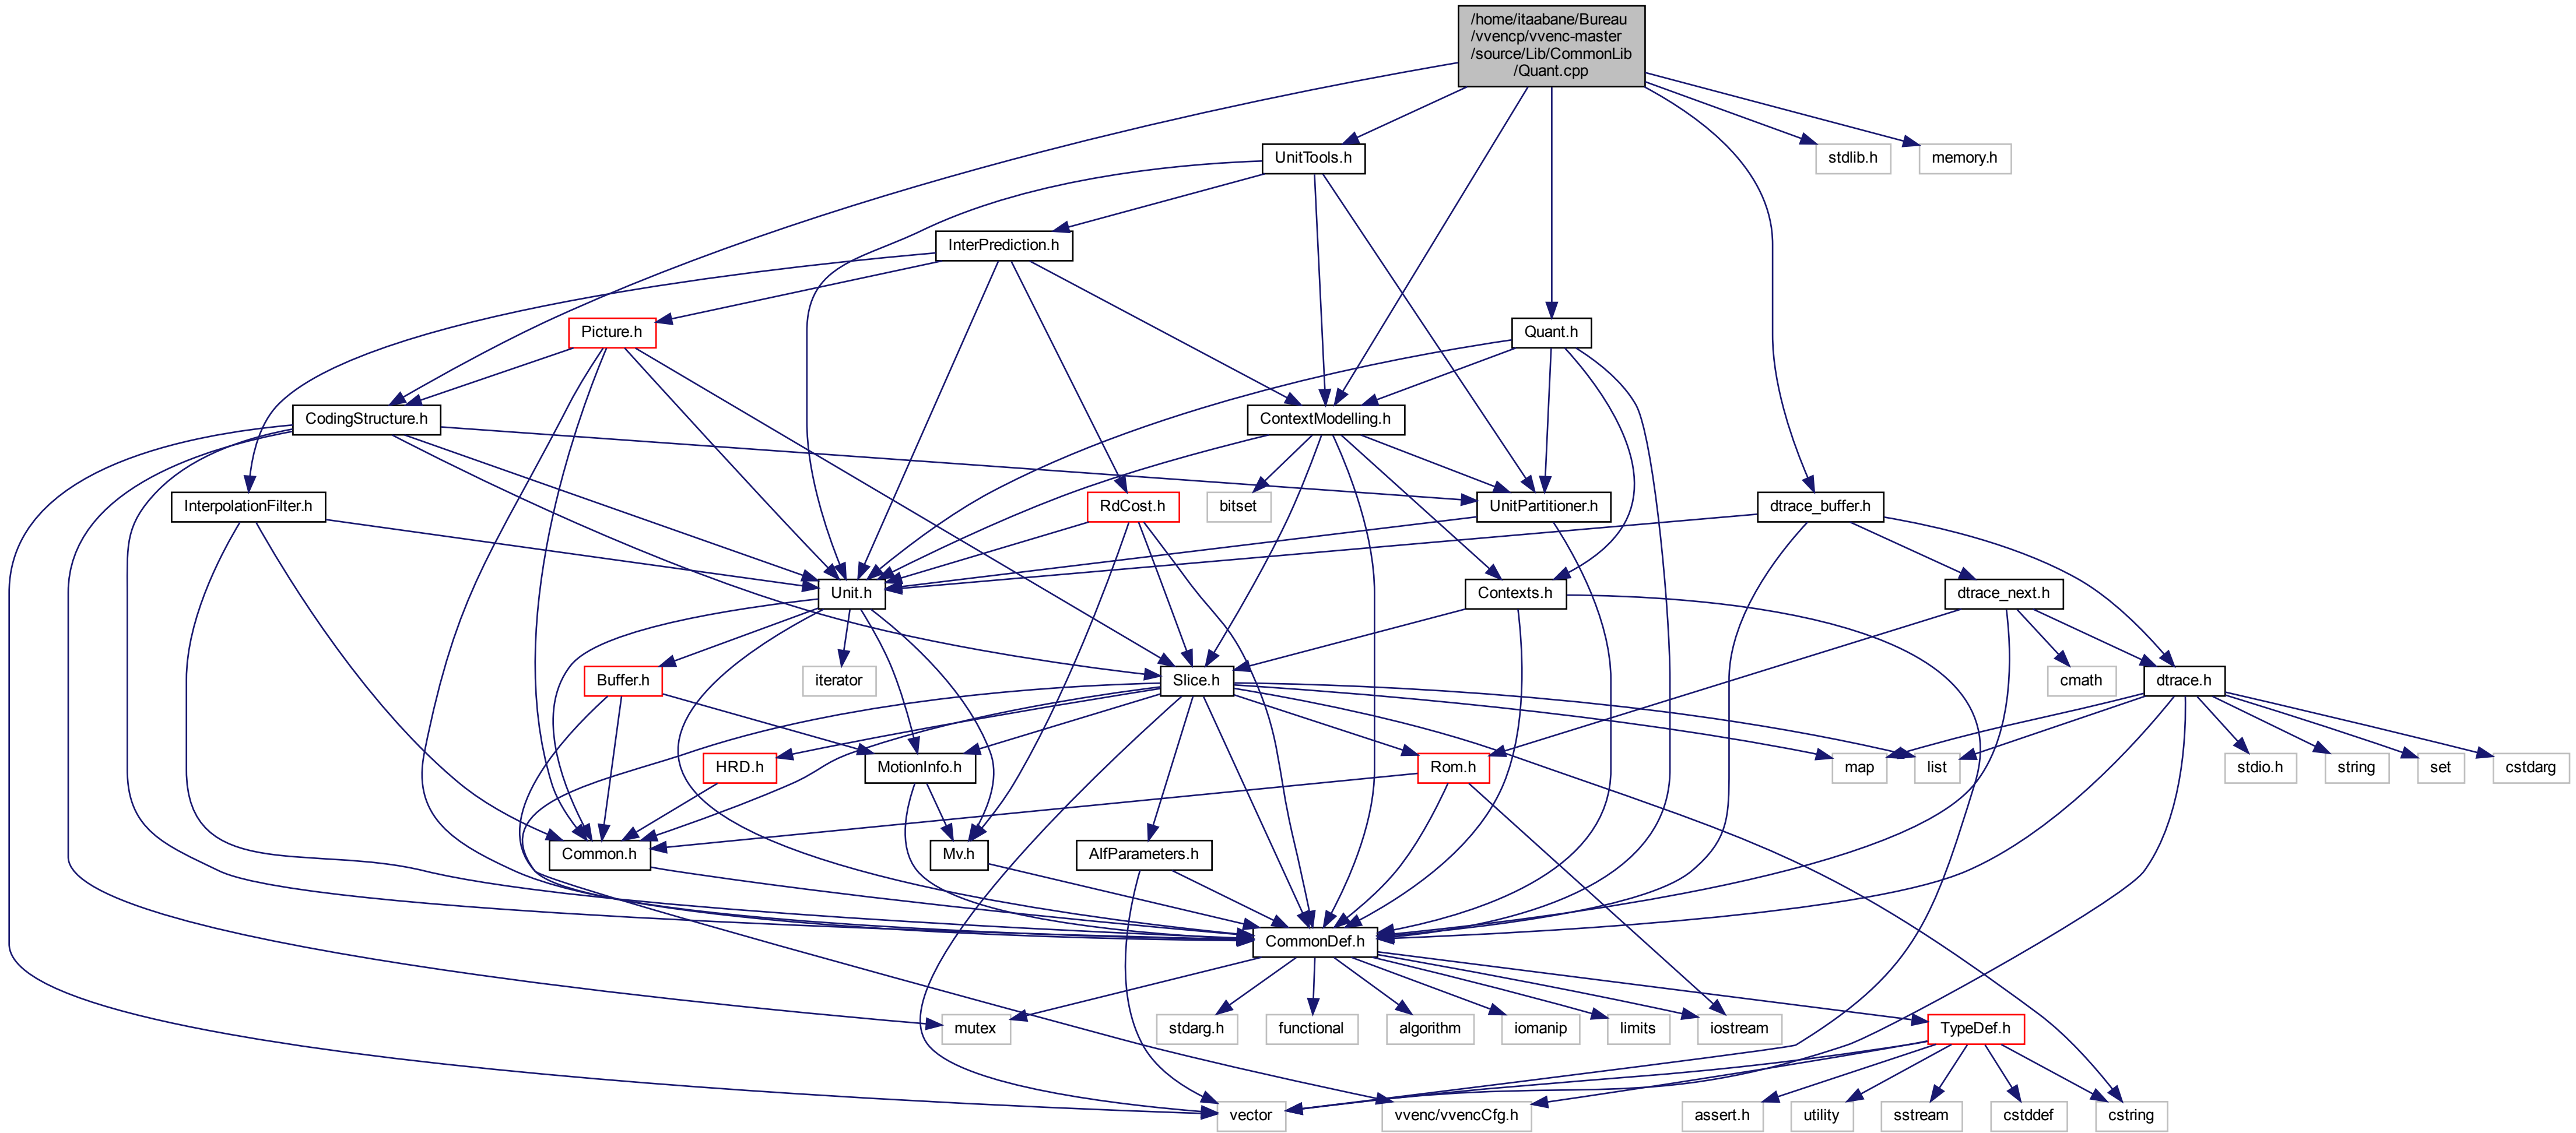 /home/itaabane/Bureau
/vvencp/vvenc-master
/source/Lib/CommonLib
/Quant.cpp
UnitTools.h
stdlib.h
memory.h
InterPrediction.h
Picture.h
Quant.h
CodingStructure.h
ContextModelling.h
InterpolationFilter.h
RdCost.h
bitset
UnitPartitioner.h
dtrace_buffer.h
Unit.h
Contexts.h
dtrace_next.h
Buffer.h
iterator
Slice.h
cmath
dtrace.h
HRD.h
MotionInfo.h
Rom.h
map
list
stdio.h
string
set
cstdarg
Common.h
Mv.h
AlfParameters.h
CommonDef.h
mutex
stdarg.h
functional
algorithm
iomanip
limits
iostream
TypeDef.h
vector
vvenc/vvencCfg.h
assert.h
utility
sstream
cstddef
cstring